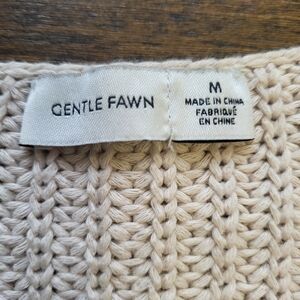 GENTLE FAWN
M
MADE IN CHINA
FABRIQUÉ
EN CHINE